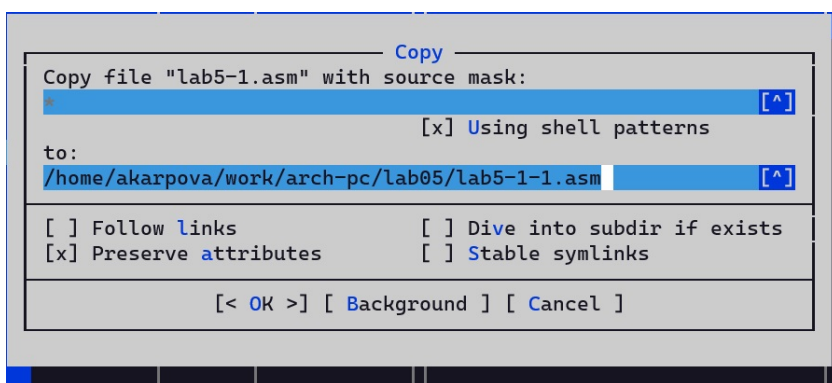 Copy
Copy file "lab5-1.asm" with source mask:
* [^]
[x] Using shell patterns
to:
/home/akarpova/work/arch-pc/lab05/lab5-1-1.asm [^]
[ ] Follow links [ ] Dive into subdir if exists
[x] Preserve attributes [ ] Stable symlinks
[< OK >] [ Background ] [ Cancel ]